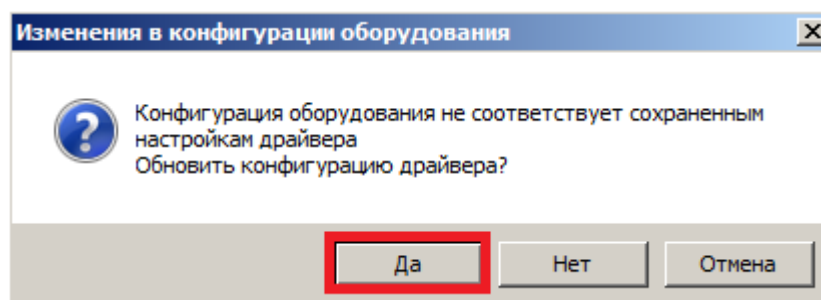 Изменения в конфигурации оборудования
Конфигурация оборудования не соответствует сохраненным
настройкам драйвера
Обновить конфигурацию драйвера?
Да Нет Отмена